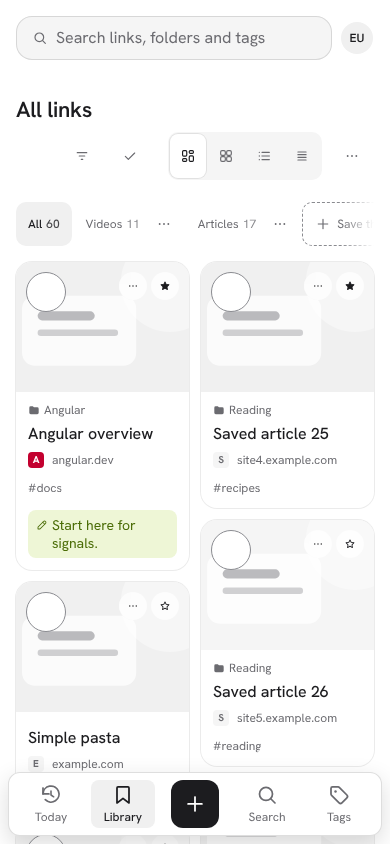 Search links, folders and tags
EU
All links
All 60
Videos 11
Articles 17
Save
Angular
Angular overview
A angular.dev
#docs
Start here for
signals.
Reading
Saved article 25
S site4.example.com
#recipes
Simple pasta
E example.com
Reading
Saved article 26
S site5.example.com
#reading
Today
Library
Search
Tags